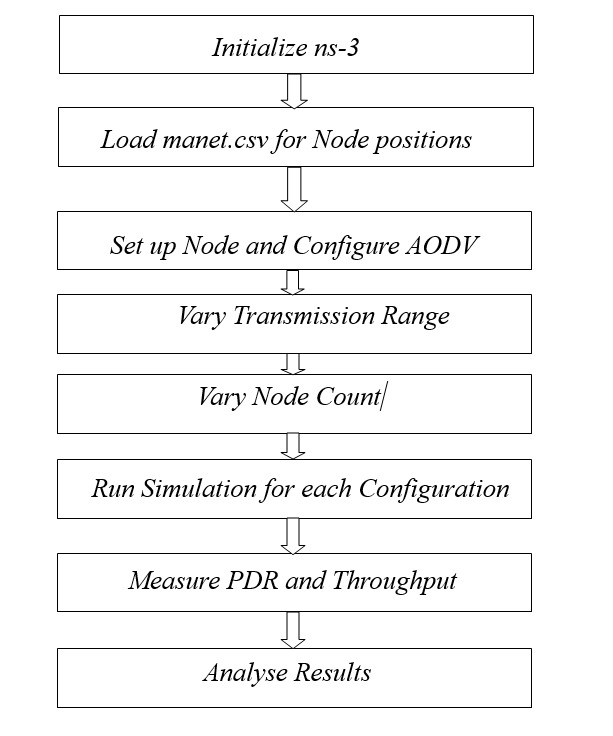 Initialize ns-3
Load manet.csv for Node positions
Set up Node and Configure AODV
Vary Transmission Range
Vary Node Count
Run Simulation for each Configuration
Measure PDR and Throughput
Analyse Results